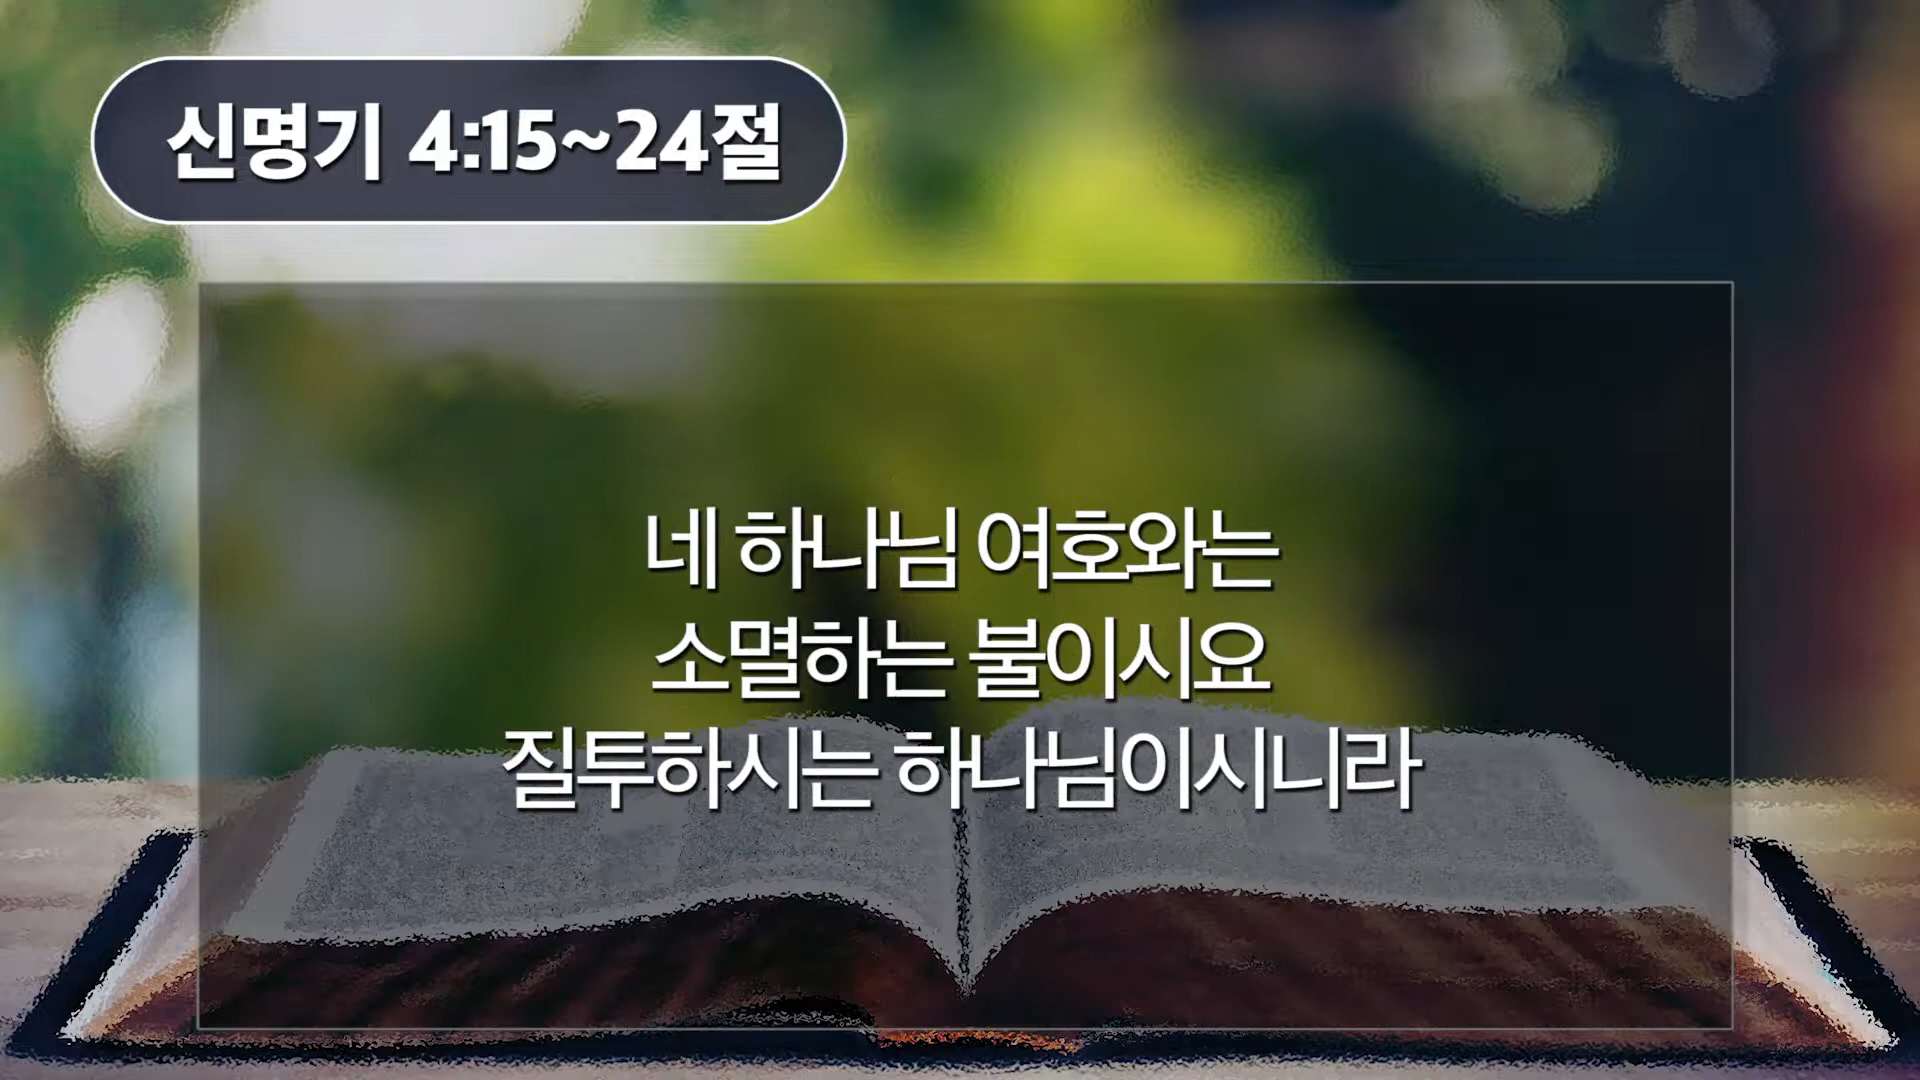 신명기 4:15~24절
네 하나님 여호와는
소멸하는 불이시요
질투하시는 하나님이시니라